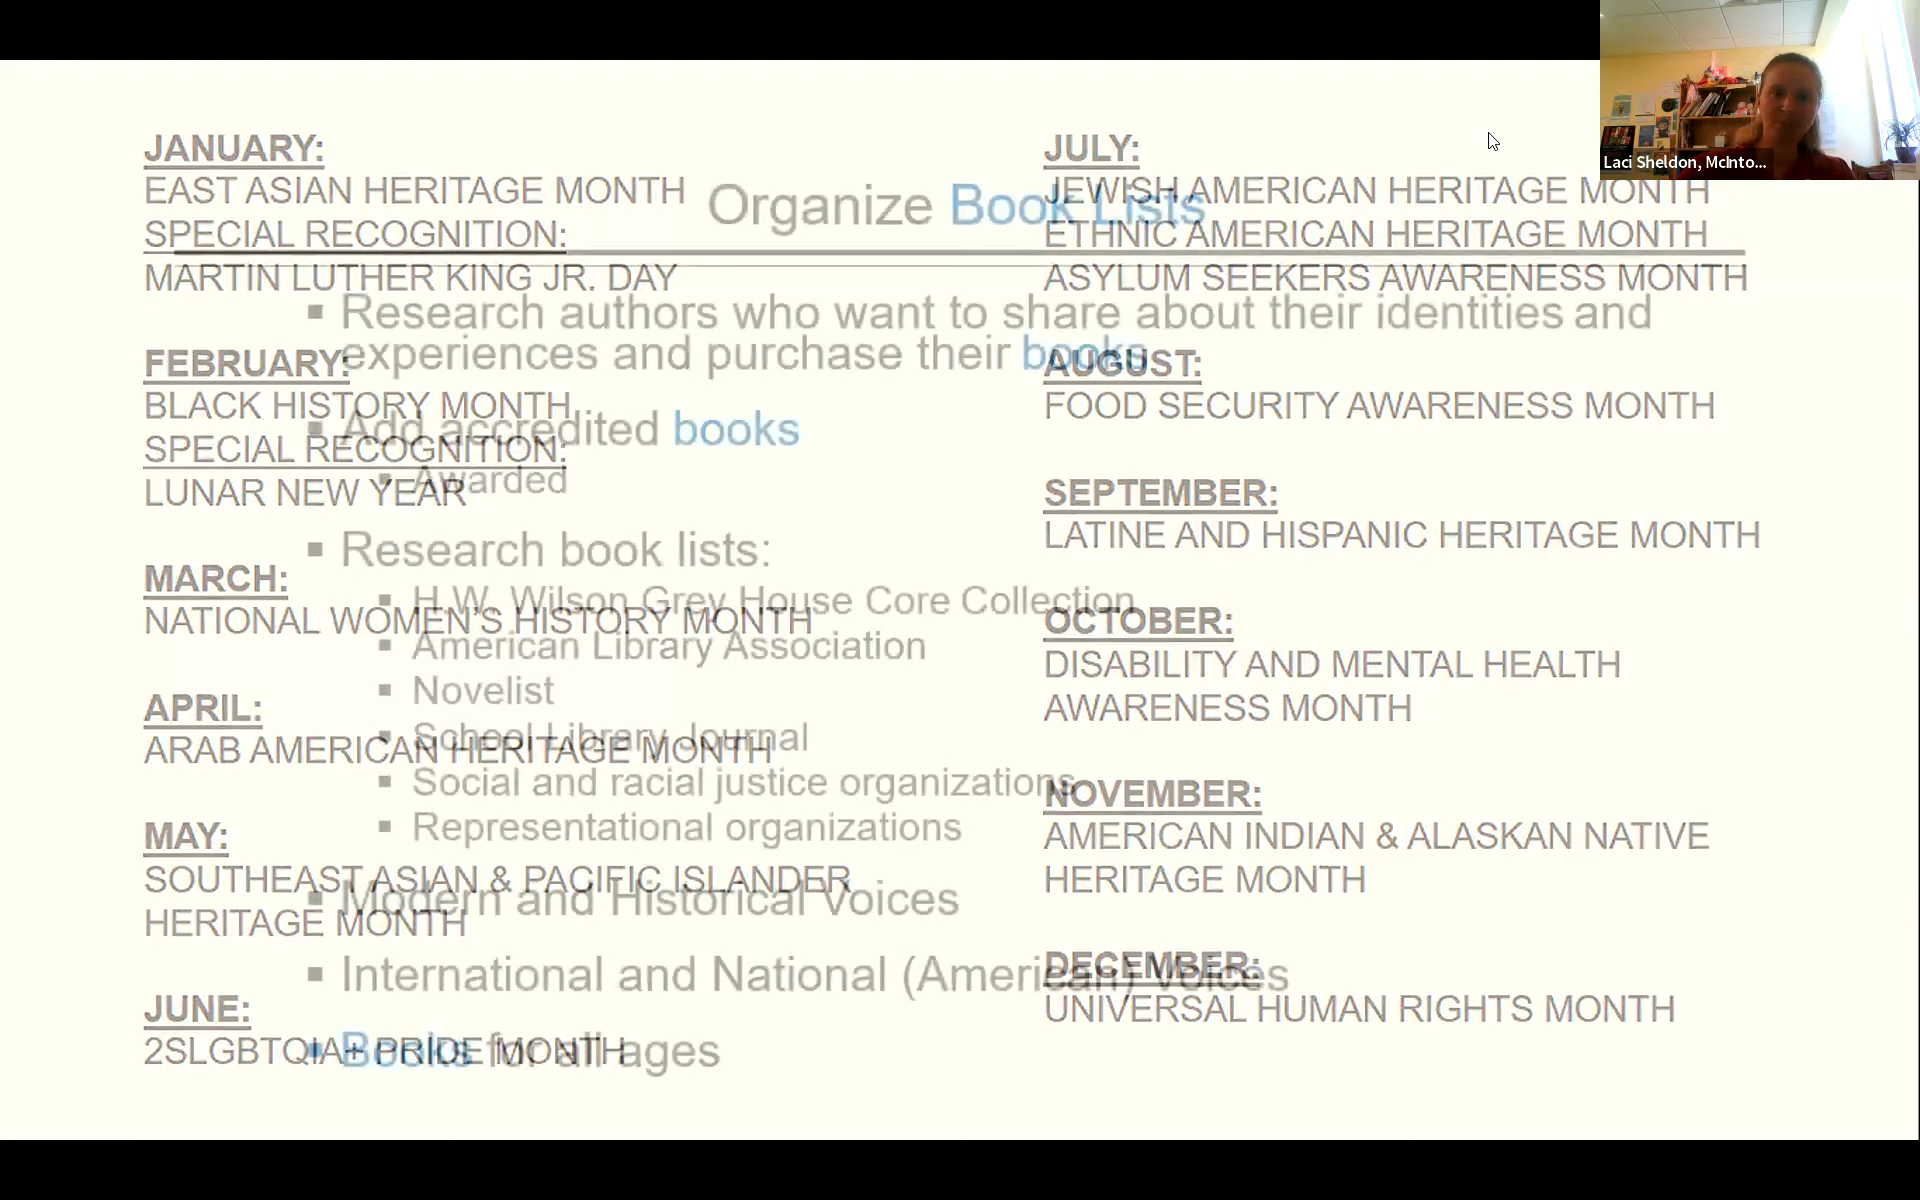 JANUARY:
EAST ASIAN HERITAGE MONTH
SPECIAL RECOGNITION:
MARTIN LUTHER KING JR. DAY
FEBRUARY:
BLACK HISTORY MONTH
SPECIAL RECOGNITION:
LUNAR NEW YEAR
MARCH:
NATIONAL WOMEN'S HISTORY MONTH
APRIL:
ARAB AMERICAN HERITAGE MONTH
MAY:
SOUTHEAST ASIAN & PACIFIC ISLANDER
HERITAGE MONTH
JUNE:
2SLGBTQIA+ PRIDE MONTH
JULY:
JEWISH AMERICAN HERITAGE MONTH
ETHNIC AMERICAN HERITAGE MONTH
ASYLUM SEEKERS AWARENESS MONTH
AUGUST:
FOOD SECURITY AWARENESS MONTH
SEPTEMBER:
LATINE AND HISPANIC HERITAGE MONTH
OCTOBER:
DISABILITY AND MENTAL HEALTH
AWARENESS MONTH
NOVEMBER:
AMERICAN INDIAN & ALASKAN NATIVE
HERITAGE MONTH
DECEMBER:
UNIVERSAL HUMAN RIGHTS MONTH
Organize Book Lists
▪ Research authors who want to share about their identities and
experiences and purchase their books
▪ Add accredited books
▪ Awarded
▪ Research book lists:
▪ H.W. Wilson Grey House Core Collection
▪ American Library Association
▪ Novelist
▪ School Library Journal
▪ Social and racial justice organizations
▪ Representational organizations
▪ Modern and Historical Voices
▪ International and National (American) Voices
▪ Books for all ages
Laci Sheldon, McInto...